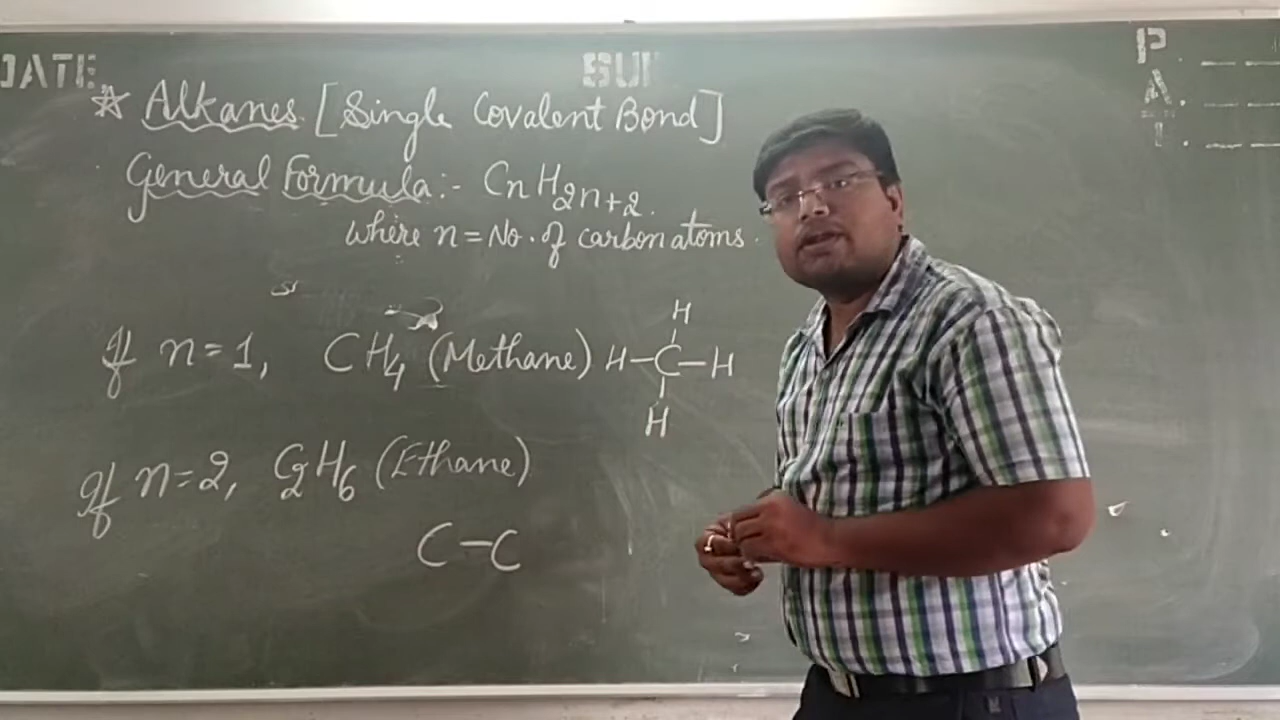 DATE
SUB
P. _ _
A. _ _
T. _ _
☆ Alkanes [Single Covalent Bond]
General Formula:- CnH2n+2.
where n = No. of carbon atoms.
If n=1, CH4 (Methane)
H
H-C-H
H
If n=2, C2H6 (Ethane)
C-C